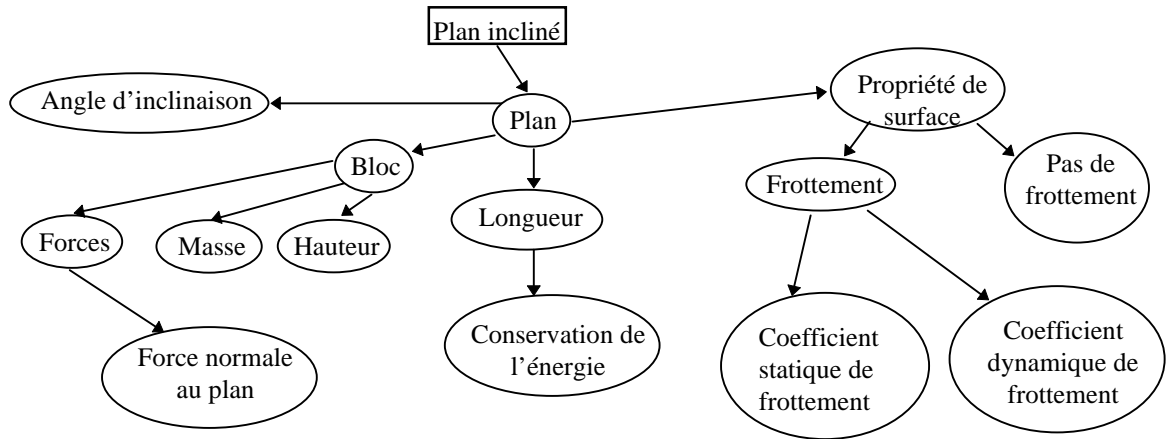 Plan incliné
Angle d’inclinaison
Plan
Propriété de
surface
Bloc
Frottement
Pas de
frottement
Forces
Masse
Hauteur
Longueur
Force normale
au plan
Conservation de
l’énergie
Coefficient
statique de
frottement
Coefficient
dynamique de
frottement